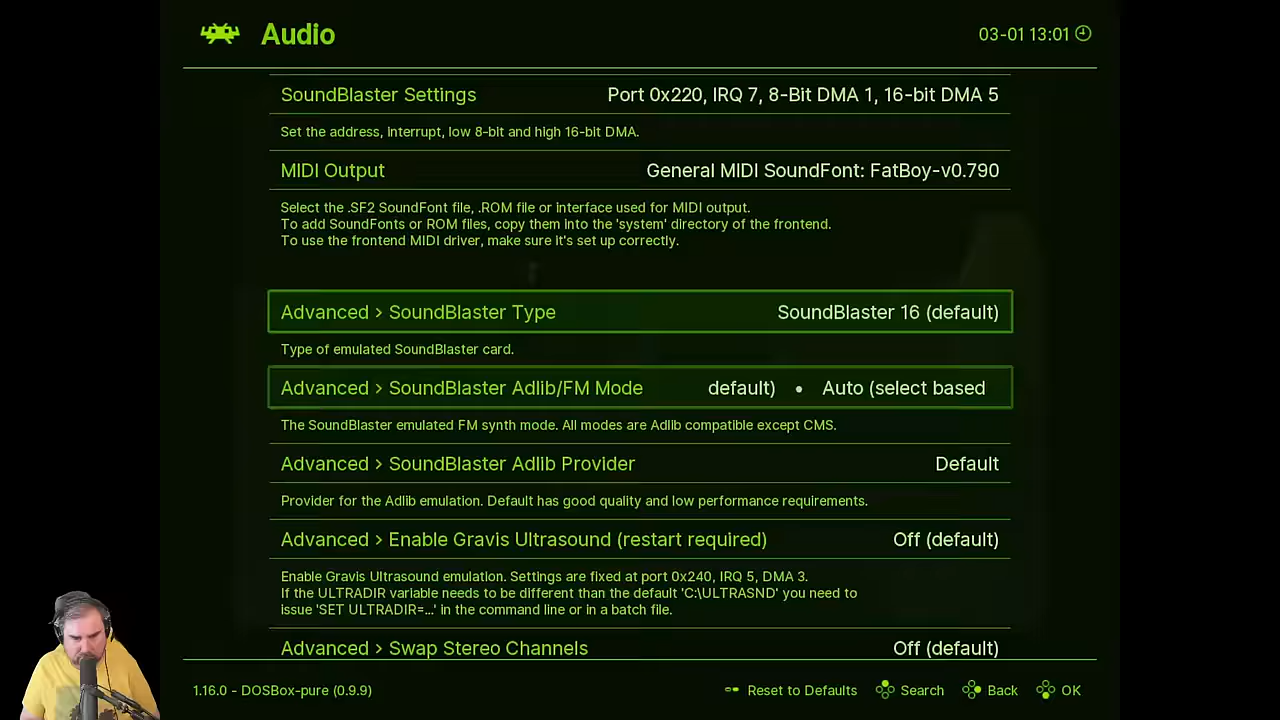 Audio
03-01 13:01
SoundBlaster Settings Port 0x220, IRQ 7, 8-Bit DMA 1, 16-bit DMA 5
Set the address, interrupt, low 8-bit and high 16-bit DMA.
MIDI Output General MIDI SoundFont: FatBoy-v0.790
Select the .SF2 SoundFont file, .ROM file or interface used for MIDI output.
To add SoundFonts or ROM files, copy them into the 'system' directory of the frontend.
To use the frontend MIDI driver, make sure it's set up correctly.
Advanced > SoundBlaster Type SoundBlaster 16 (default)
Type of emulated SoundBlaster card.
Advanced > SoundBlaster Adlib/FM Mode default) • Auto (select based
The SoundBlaster emulated FM synth mode. All modes are Adlib compatible except CMS.
Advanced > SoundBlaster Adlib Provider Default
Provider for the Adlib emulation. Default has good quality and low performance requirements.
Advanced > Enable Gravis Ultrasound (restart required) Off (default)
Enable Gravis Ultrasound emulation. Settings are fixed at port 0x240, IRQ 5, DMA 3.
If the ULTRADIR variable needs to be different than the default 'C:\ULTRASND' you need to
issue 'SET ULTRADIR=...' in the command line or in a batch file.
Advanced > Swap Stereo Channels Off (default)
1.16.0 - DOSBox-pure (0.9.9) Reset to Defaults Search Back OK